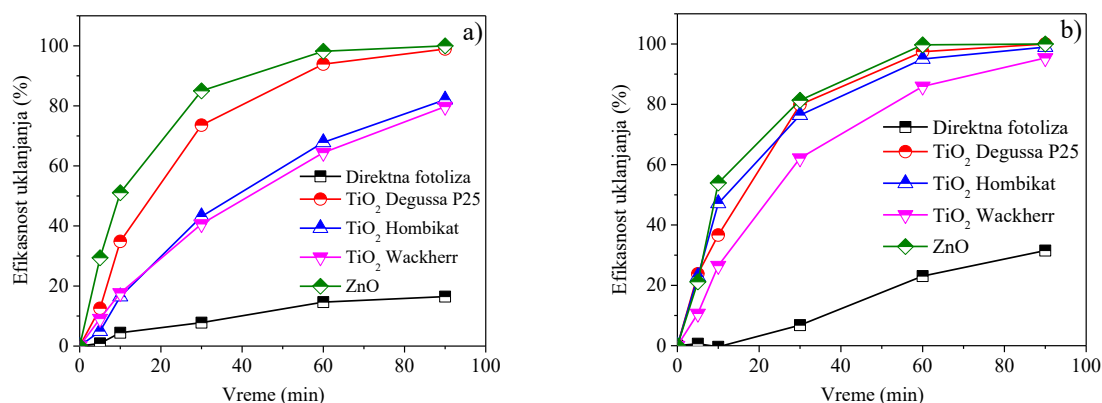 a)
Efikasnost uklanjanja (%)
100
80
60
40
20
0
Direktna fotoliza
TiO₂ Degussa P25
TiO₂ Hombikat
TiO₂ Wackherr
ZnO
0 20 40 60 80 100
Vreme (min)
b)
Efikasnost uklanjanja (%)
100
80
60
40
20
0
Direktna fotoliza
TiO₂ Degussa P25
TiO₂ Hombikat
TiO₂ Wackherr
ZnO
0 20 40 60 80 100
Vreme (min)